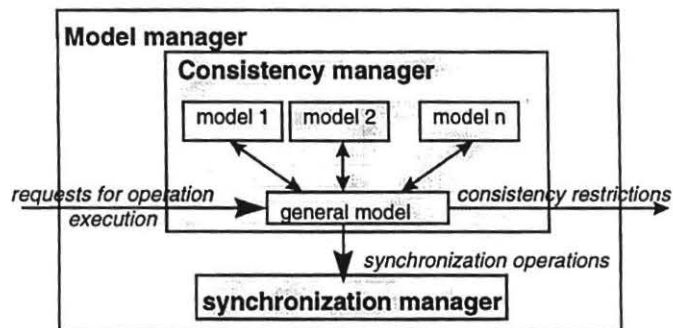 Model manager
Consistency manager
model 1 model 2 model n
requests for operation consistency restrictions
execution general model
synchronization operations
synchronization manager